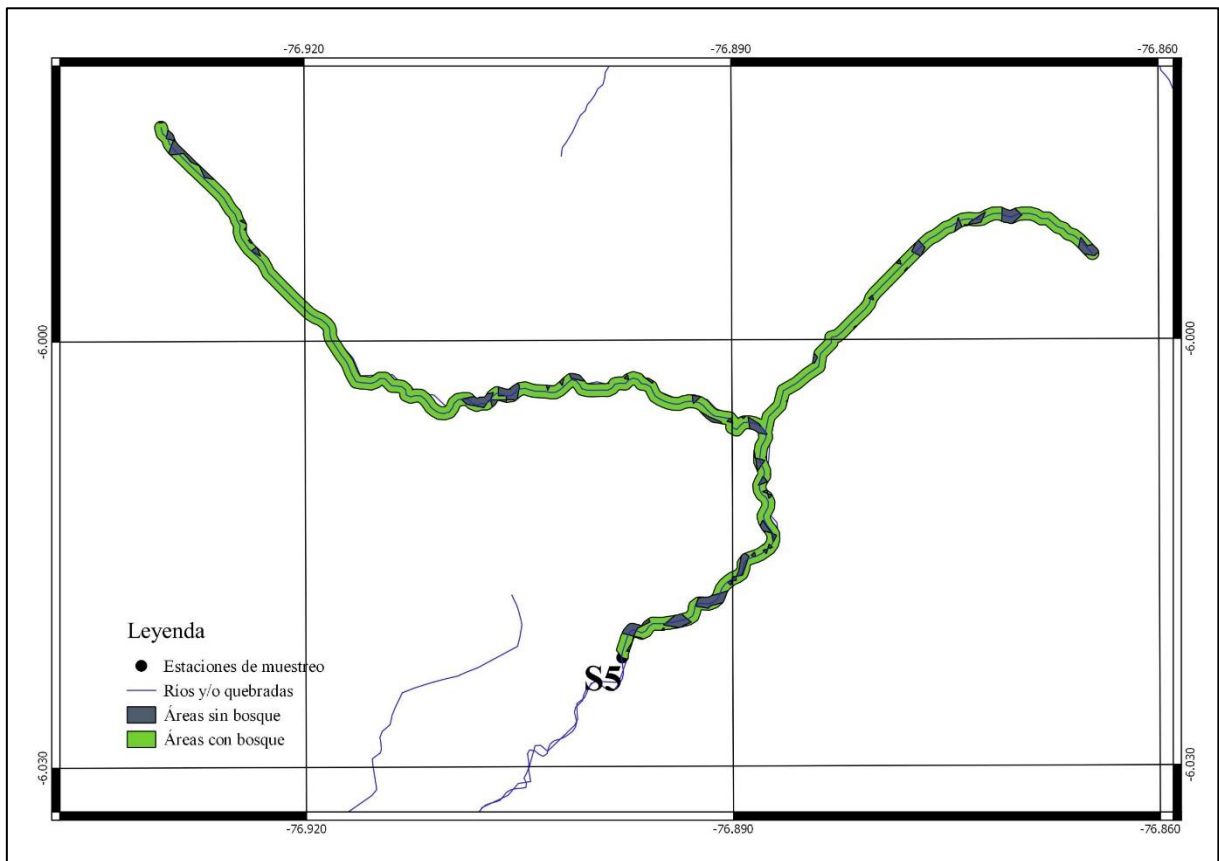 -76.920
-76.890
-76.860
-6.000
-6.000
Leyenda
Estaciones de muestreo
Ríos y/o quebradas
Áreas sin bosque
Áreas con bosque
S5
-6.030
-6.030
-76.920
-76.890
-76.860